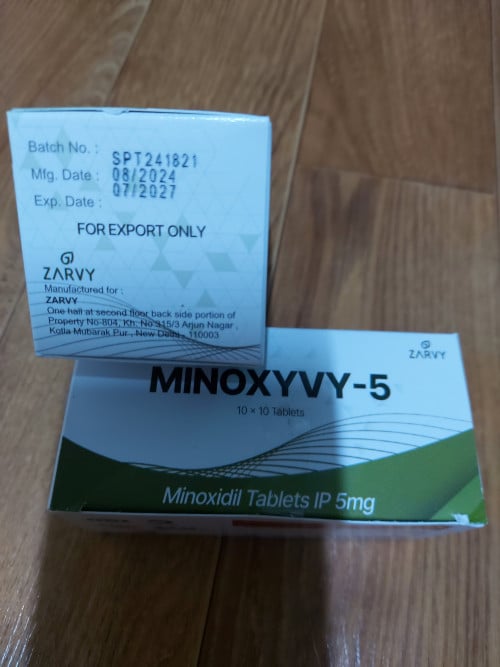 Batch No. : SPT241821
Mfg. Date : 08/2024
Exp. Date : 07/2027
FOR EXPORT ONLY
ZARVY
Manufactured for :
ZARVY
One hall at second floor back side portion of
Property No-804, Kh. No 315/3 Arjun Nagar ,
Kotla Mubarak Pur , New Delhi - 110003
ZARVY
MINOXYVY-5
10 × 10 Tablets
Minoxidil Tablets IP 5mg